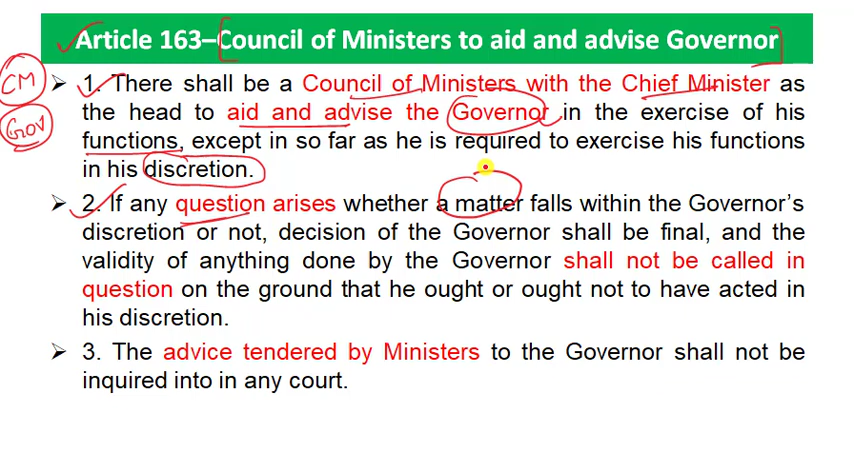 Article 163–Council of Ministers to aid and advise Governor
CM
Gov
➢ 1. There shall be a Council of Ministers with the Chief Minister as
the head to aid and advise the Governor in the exercise of his
functions, except in so far as he is required to exercise his functions
in his discretion.
➢ 2. If any question arises whether a matter falls within the Governor's
discretion or not, decision of the Governor shall be final, and the
validity of anything done by the Governor shall not be called in
question on the ground that he ought or ought not to have acted in
his discretion.
➢ 3. The advice tendered by Ministers to the Governor shall not be
inquired into in any court.